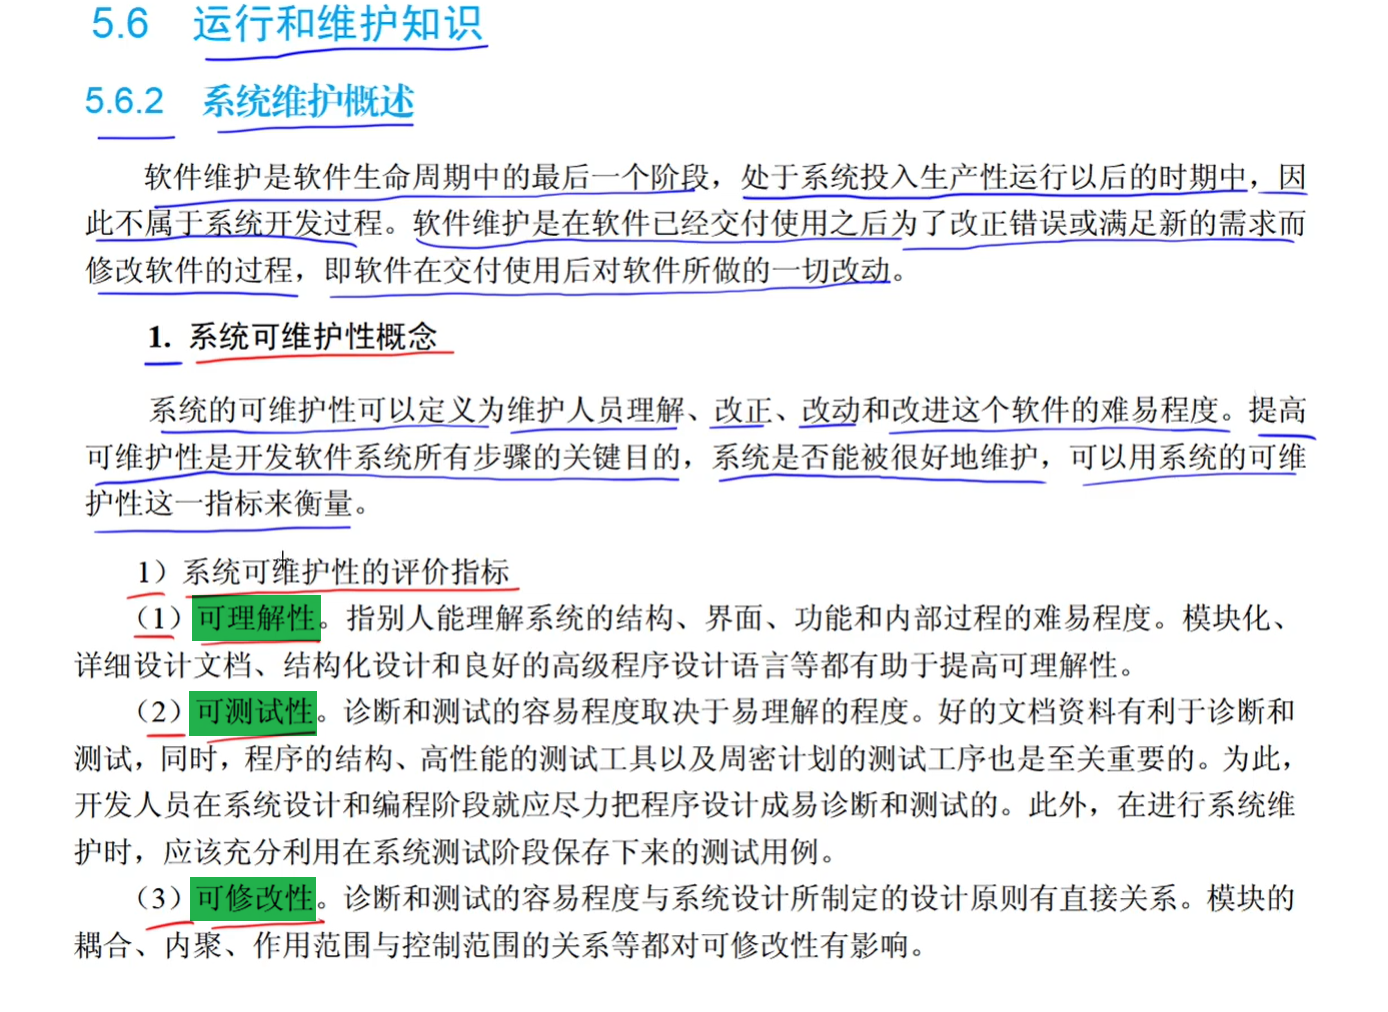 5.6 运行和维护知识
5.6.2 系统维护概述
软件维护是软件生命周期中的最后一个阶段，处于系统投入生产性运行以后的时期中，因
此不属于系统开发过程。软件维护是在软件已经交付使用之后为了改正错误或满足新的需求而
修改软件的过程，即软件在交付使用后对软件所做的一切改动。
1. 系统可维护性概念
系统的可维护性可以定义为维护人员理解、改正、改动和改进这个软件的难易程度。提高
可维护性是开发软件系统所有步骤的关键目的，系统是否能被很好地维护，可以用系统的可维
护性这一指标来衡量。
1）系统可维护性的评价指标
（1）可理解性。指别人能理解系统的结构、界面、功能和内部过程的难易程度。模块化、
详细设计文档、结构化设计和良好的高级程序设计语言等都有助于提高可理解性。
（2）可测试性。诊断和测试的容易程度取决于易理解的程度。好的文档资料有利于诊断和
测试，同时，程序的结构、高性能的测试工具以及周密计划的测试工序也是至关重要的。为此，
开发人员在系统设计和编程阶段就应尽力把程序设计成易诊断和测试的。此外，在进行系统维
护时，应该充分利用在系统测试阶段保存下来的测试用例。
（3）可修改性。诊断和测试的容易程度与系统设计所制定的设计原则有直接关系。模块的
耦合、内聚、作用范围与控制范围的关系等都对可修改性有影响。